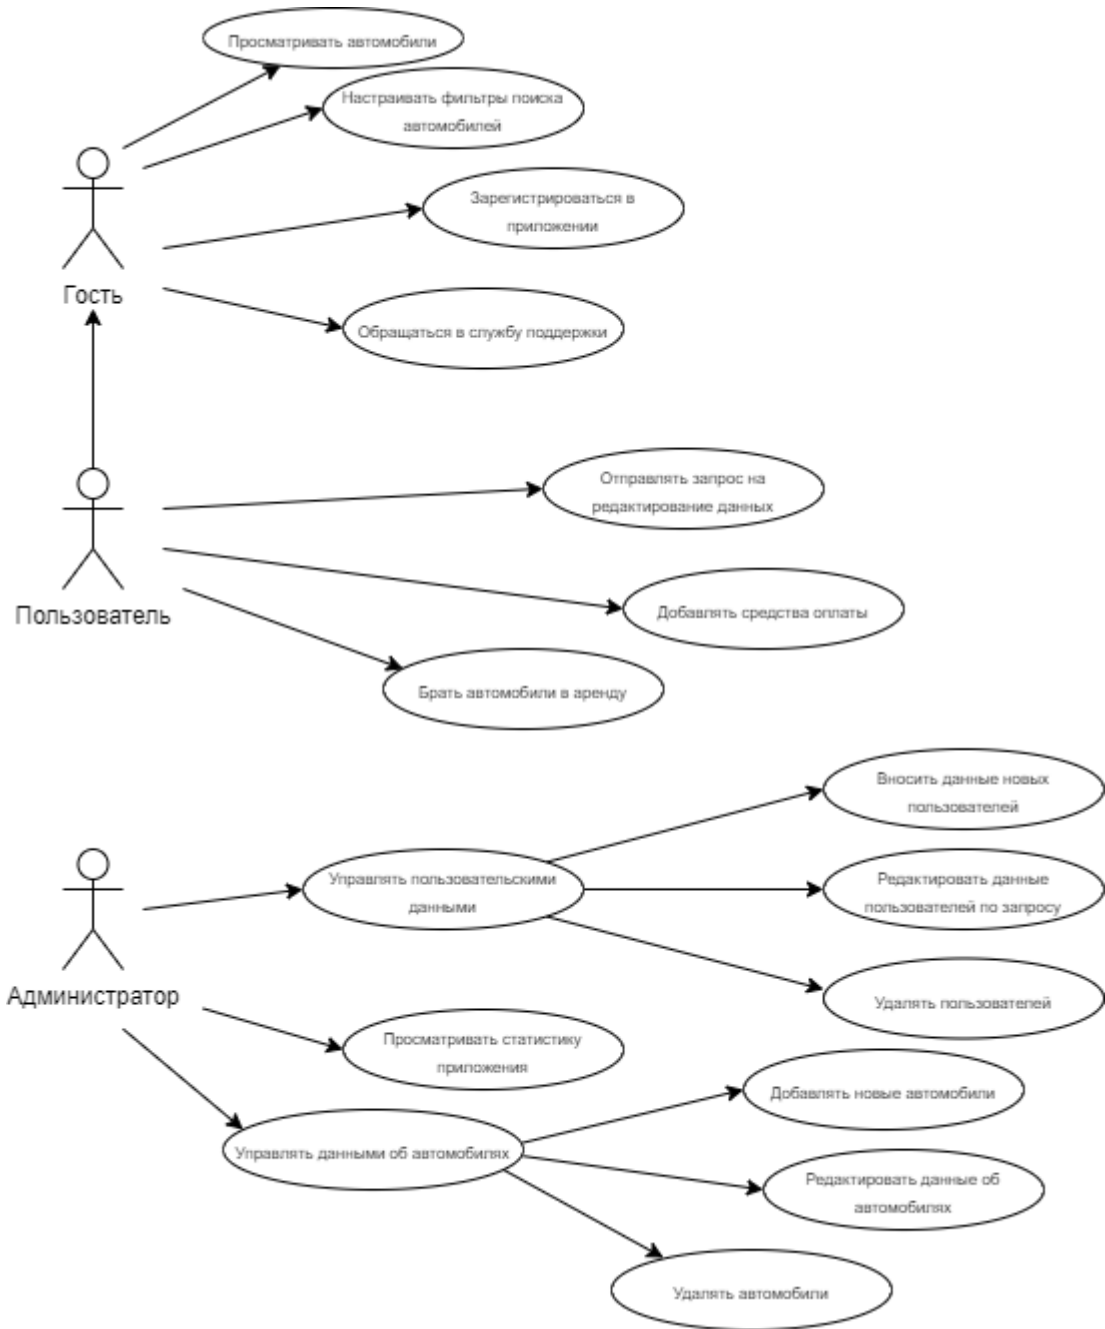 Просматривать автомобили
Настраивать фильтры поиска
автомобилей
Зарегистрироваться в
приложении
Гость
Обращаться в службу поддержки
Отправлять запрос на
редактирование данных
Пользователь
Добавлять средства оплаты
Брать автомобили в аренду
Вносить данные новых
пользователей
Управлять пользовательскими
данными
Редактировать данные
пользователей по запросу
Администратор
Удалять пользователей
Просматривать статистику
приложения
Добавлять новые автомобили
Управлять данными об автомобилях
Редактировать данные об
автомобилях
Удалять автомобили